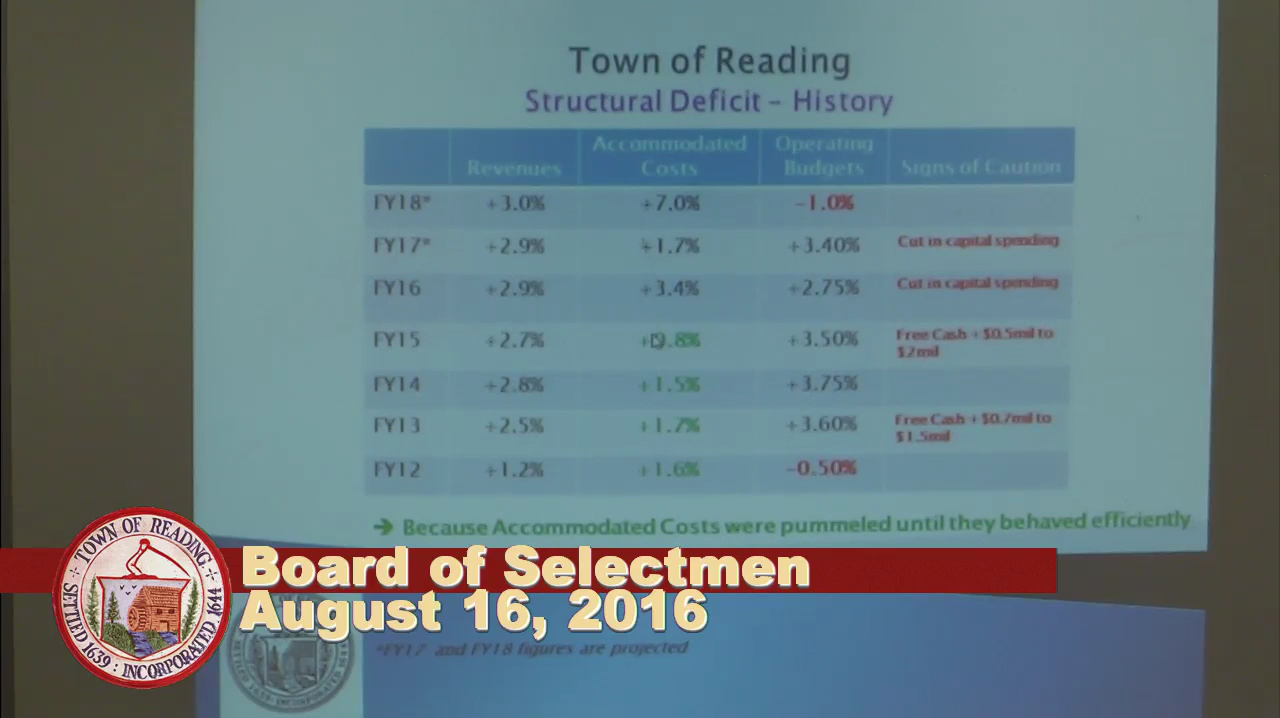 Town of Reading
Structural Deficit – History
Revenues Accommodated Costs Operating Budgets Signs of Caution
FY18* +3.0% +7.0% -1.0%
FY17* +2.9% +1.7% +3.40% Cut in capital spending
FY16 +2.9% +3.4% +2.75% Cut in capital spending
FY15 +2.7% +3.50% Free Cash + $0.5mil to
$2mil
FY14 +2.8% +1.5% +3.75%
FY13 +2.5% +1.7% +3.60% Free Cash + $0.7mil to
$1.5mil
FY12 +1.2% +1.6% -0.50%
➔ Because Accommodated Costs were pummeled until they behaved efficiently
TOWN OF READING
SETTLED 1639 : INCORPORATED 1644
Board of Selectmen
August 16, 2016
*FY17 and FY18 figures are projected